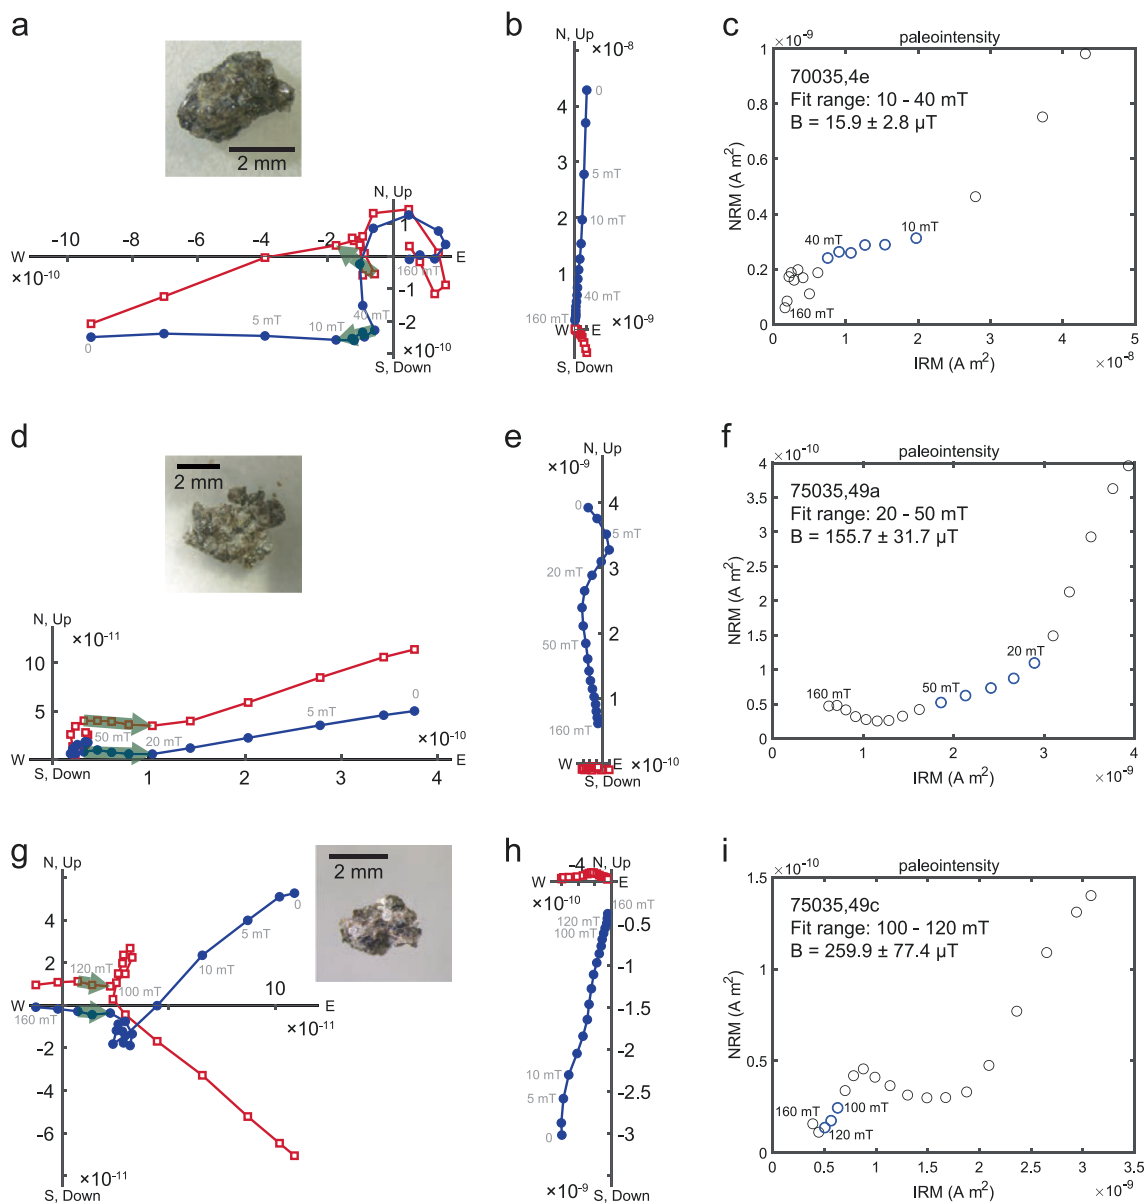 a
2 mm
N, Up
-10 -8 -6 -4 -2
1
W
E
160 mT
×10⁻¹⁰
-1
5 mT
10 mT
40 mT
-2
0
×10⁻¹⁰
S, Down
b
N, Up
×10⁻⁸
0
4
5 mT
3
10 mT
2
1
40 mT
160 mT
×10⁻⁹
W E
S, Down
c
paleointensity
×10⁻⁹
1
70035,4e
Fit range: 10 - 40 mT
B = 15.9 ± 2.8 µT
0.8
0.6
0.4
10 mT
40 mT
0.2
160 mT
0
0 1 2 3 4 5
NRM (A m²)
IRM (A m²)
×10⁻⁸
d
2 mm
N, Up
×10⁻¹¹
10
0
5
5 mT
50 mT
20 mT
×10⁻¹⁰
W
E
S, Down
1 2 3 4
e
N, Up
×10⁻⁹
0
4
5 mT
20 mT
3
2
50 mT
1
160 mT
W E ×10⁻¹⁰
S, Down
f
paleointensity
×10⁻¹⁰
4
75035,49a
Fit range: 20 - 50 mT
B = 155.7 ± 31.7 µT
3.5
3
2.5
2
1.5
20 mT
1
50 mT
160 mT
0.5
0
0 0.5 1 1.5 2 2.5 3 3.5 4
NRM (A m²)
IRM (A m²)
×10⁻⁹
g
2 mm
N, Up
0
4
5 mT
2
10 mT
120 mT
100 mT
10
W
E
160 mT
×10⁻¹¹
-2
-4
-6
×10⁻¹¹
S, Down
h
-4 N, Up
W E
×10⁻¹⁰
160 mT
120 mT
100 mT
-0.5
-1
-1.5
-2
10 mT
5 mT
-2.5
0
-3
×10⁻⁹
S, Down
i
paleointensity
×10⁻¹⁰
1.5
75035,49c
Fit range: 100 - 120 mT
B = 259.9 ± 77.4 µT
1
0.5
160 mT
100 mT
120 mT
0
0 0.5 1 1.5 2 2.5 3 3.5
NRM (A m²)
IRM (A m²)
×10⁻⁹